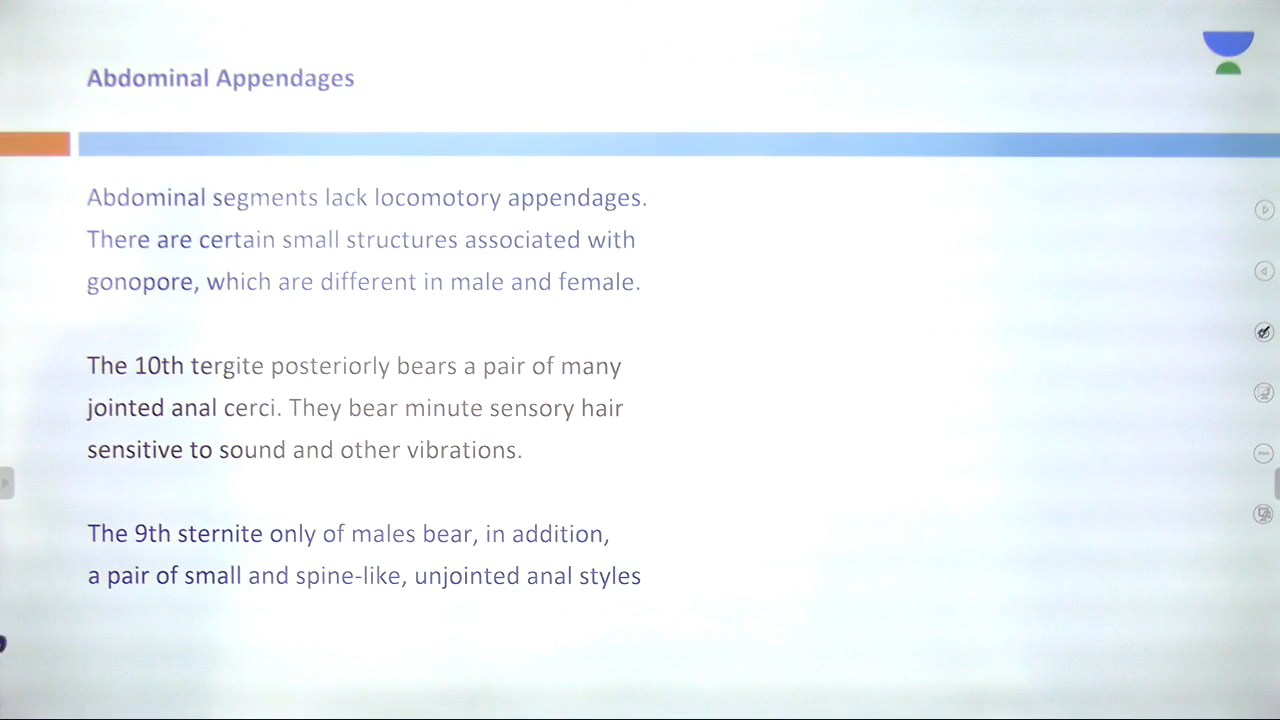 Abdominal Appendages
Abdominal segments lack locomotory appendages.
There are certain small structures associated with
gonopore, which are different in male and female.
The 10th tergite posteriorly bears a pair of many
jointed anal cerci. They bear minute sensory hair
sensitive to sound and other vibrations.
The 9th sternite only of males bear, in addition,
a pair of small and spine-like, unjointed anal styles